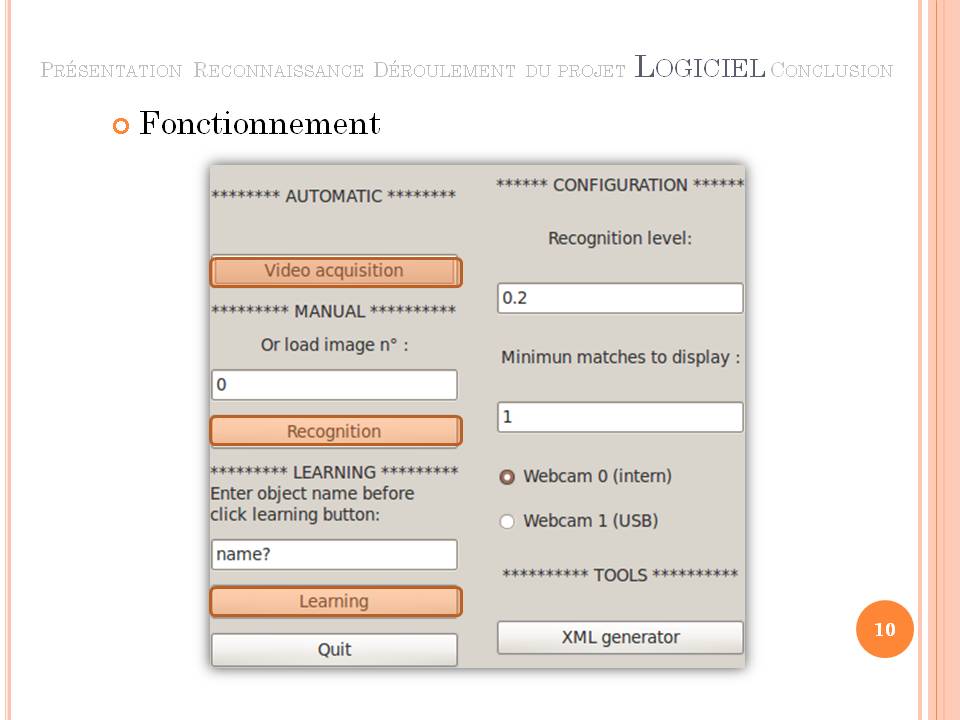 Présentation Reconnaissance Déroulement du projet Logiciel Conclusion
Fonctionnement
******** AUTOMATIC ********
Video acquisition
********* MANUAL **********
Or load image n° :
0
Recognition
********* LEARNING *********
Enter object name before
click learning button:
name?
Learning
Quit
****** CONFIGURATION ******
Recognition level:
0.2
Minimun matches to display :
1
Webcam 0 (intern)
Webcam 1 (USB)
********** TOOLS **********
XML generator
10